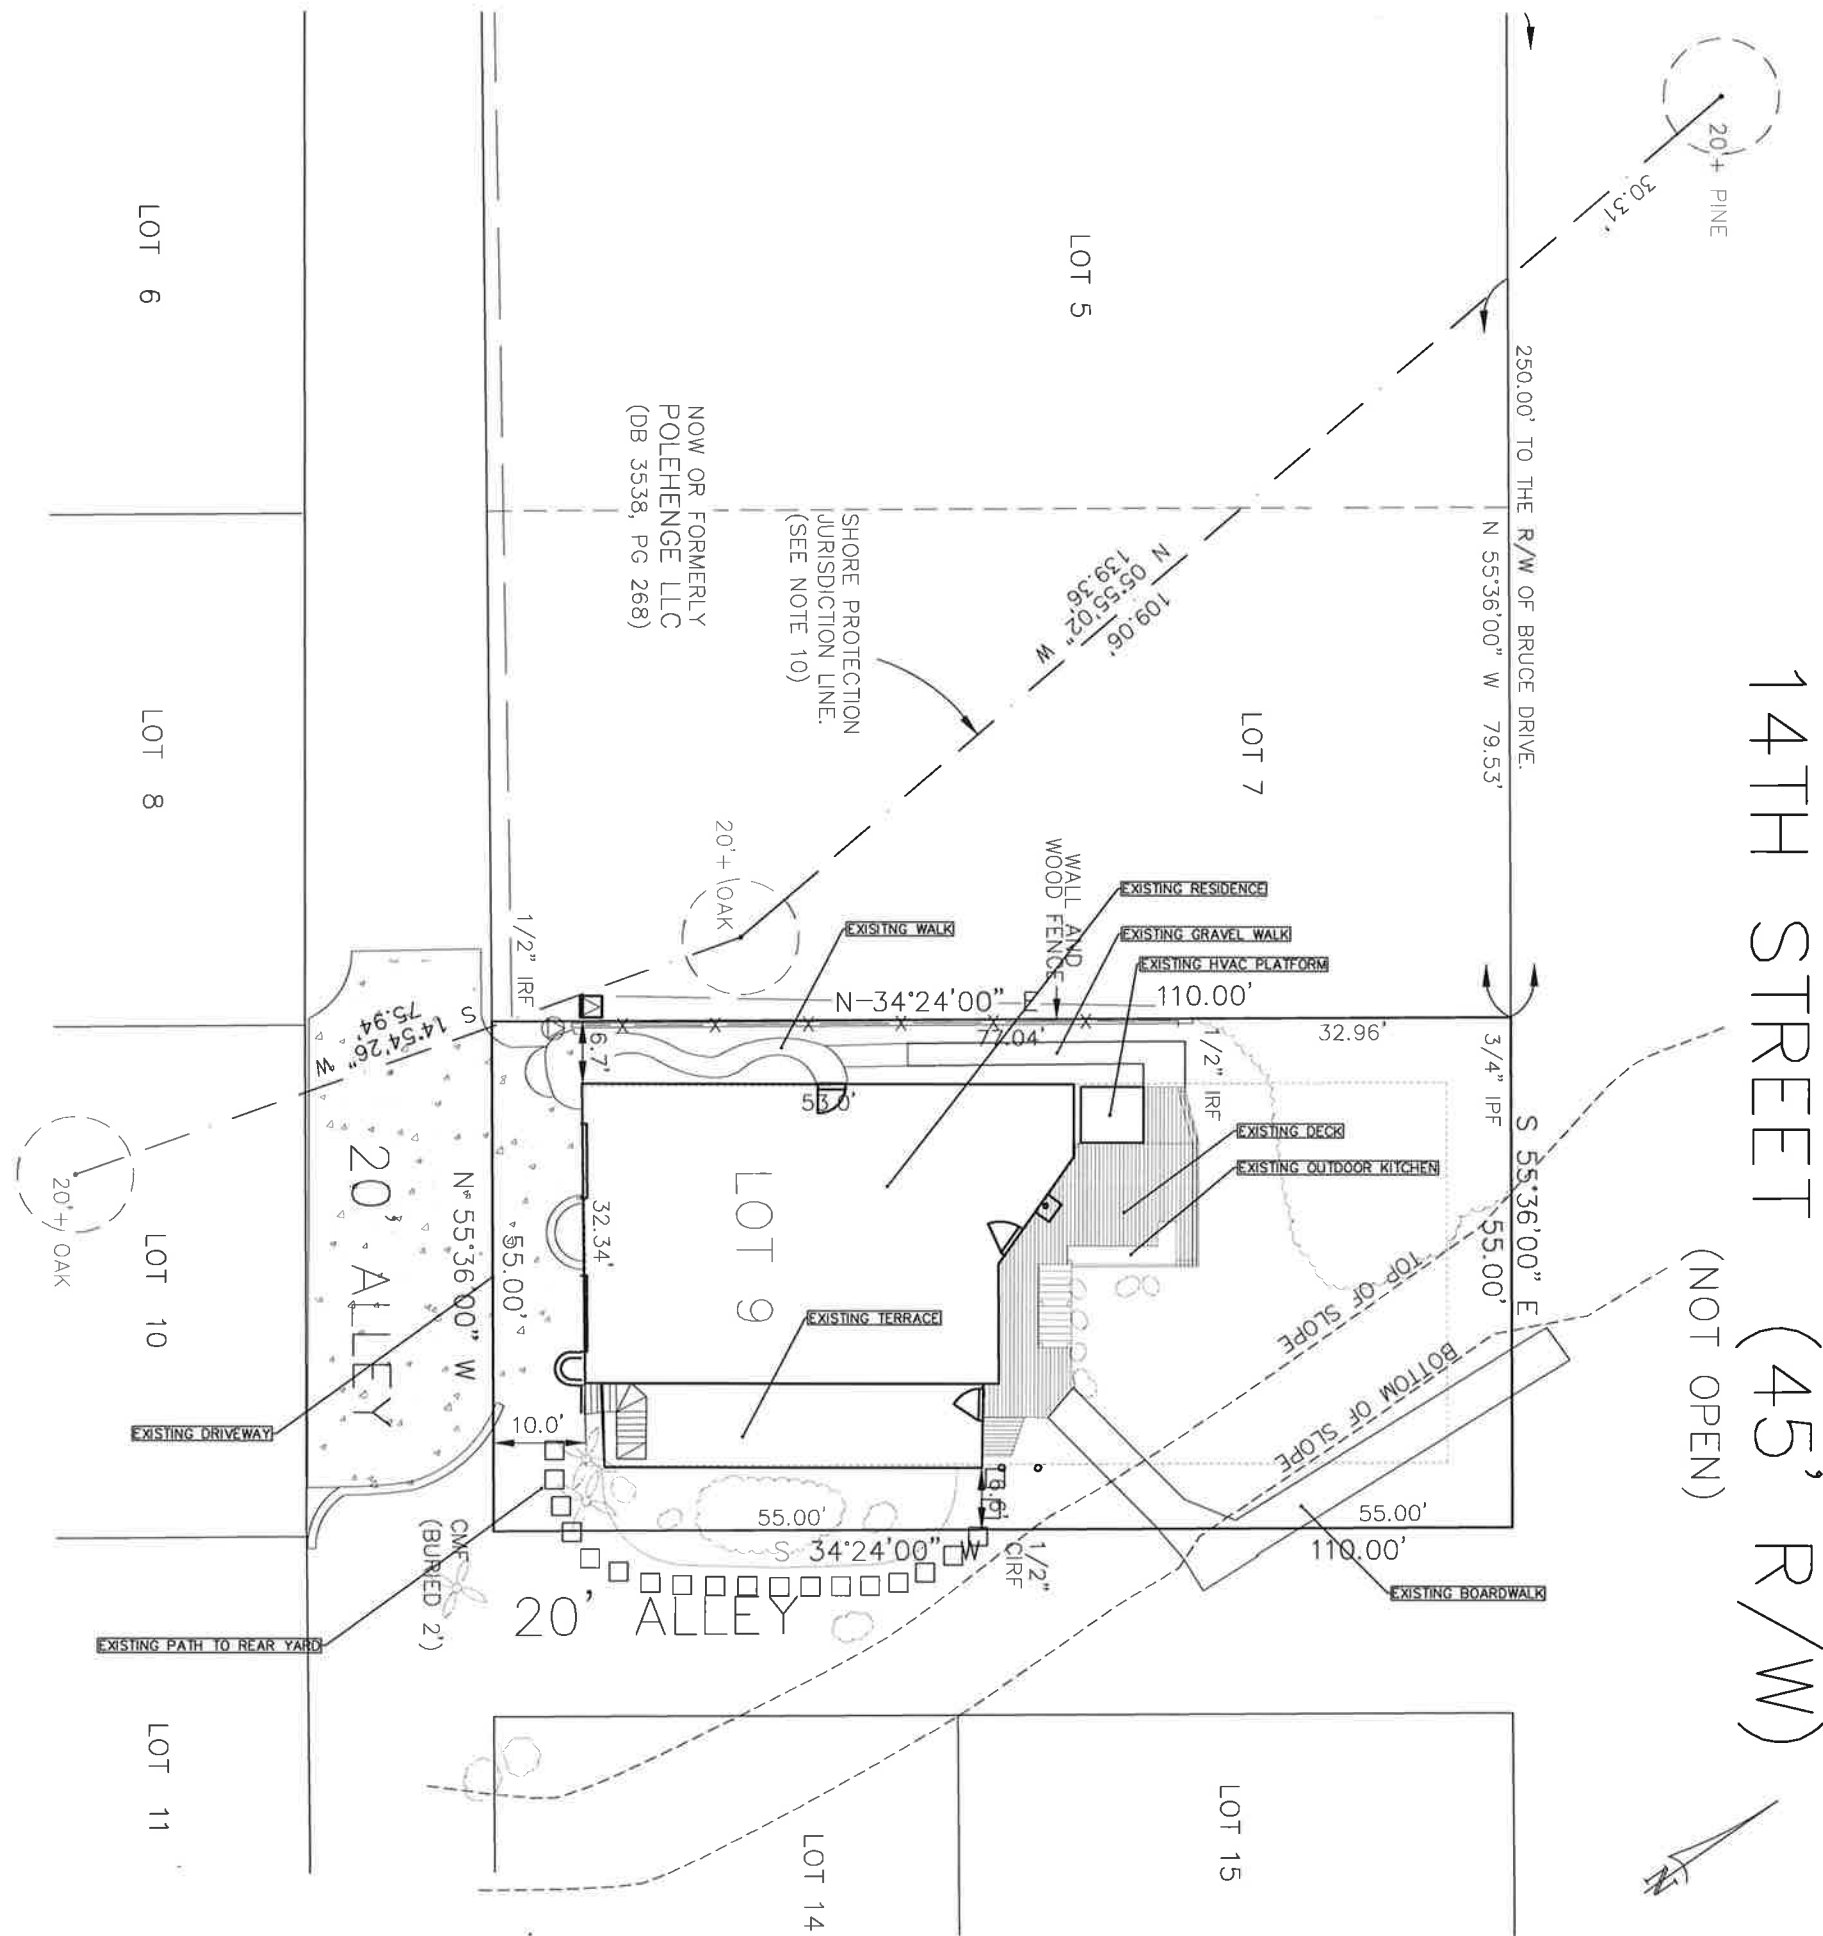 14TH STREET (45' R/W)
(NOT OPEN)
20+ PINE
30.31'
250.00' TO THE R/W OF BRUCE DRIVE.
N 55°36'00" W 79.53'
S 55°36'00" E
55.00'
3/4" IPF
LOT 5
LOT 7
109.06'
N 05°55'02" W
139.36'
SHORE PROTECTION
JURISDICTION LINE.
(SEE NOTE 10)
NOW OR FORMERLY
POLEHENGE LLC
(DB 3538, PG 268)
20'+ OAK
WALL AND
WOOD FENCE
EXISTING RESIDENCE
EXISITNG WALK
EXISTING GRAVEL WALK
EXISTING HVAC PLATFORM
N 34°24'00" E
110.00'
77.04'
32.96'
1/2" IRF
1/2" IRF
6.7'
53.0'
EXISTING DECK
EXISTING OUTDOOR KITCHEN
LOT 9
32.34'
EXISTING TERRACE
TOP OF SLOPE
BOTTOM OF SLOPE
S 14°54'26" W
75.94'
20' ALLEY
N 55°36'00" W
55.00'
10.0'
20'+ OAK
EXISTING DRIVEWAY
EXISTING PATH TO REAR YARD
CMF
(BURIED 2')
55.00'
S 34°24'00" W
6.6'
1/2"
CIRF
55.00'
110.00'
EXISTING BOARDWALK
20' ALLEY
LOT 6
LOT 8
LOT 10
LOT 11
LOT 14
LOT 15
N